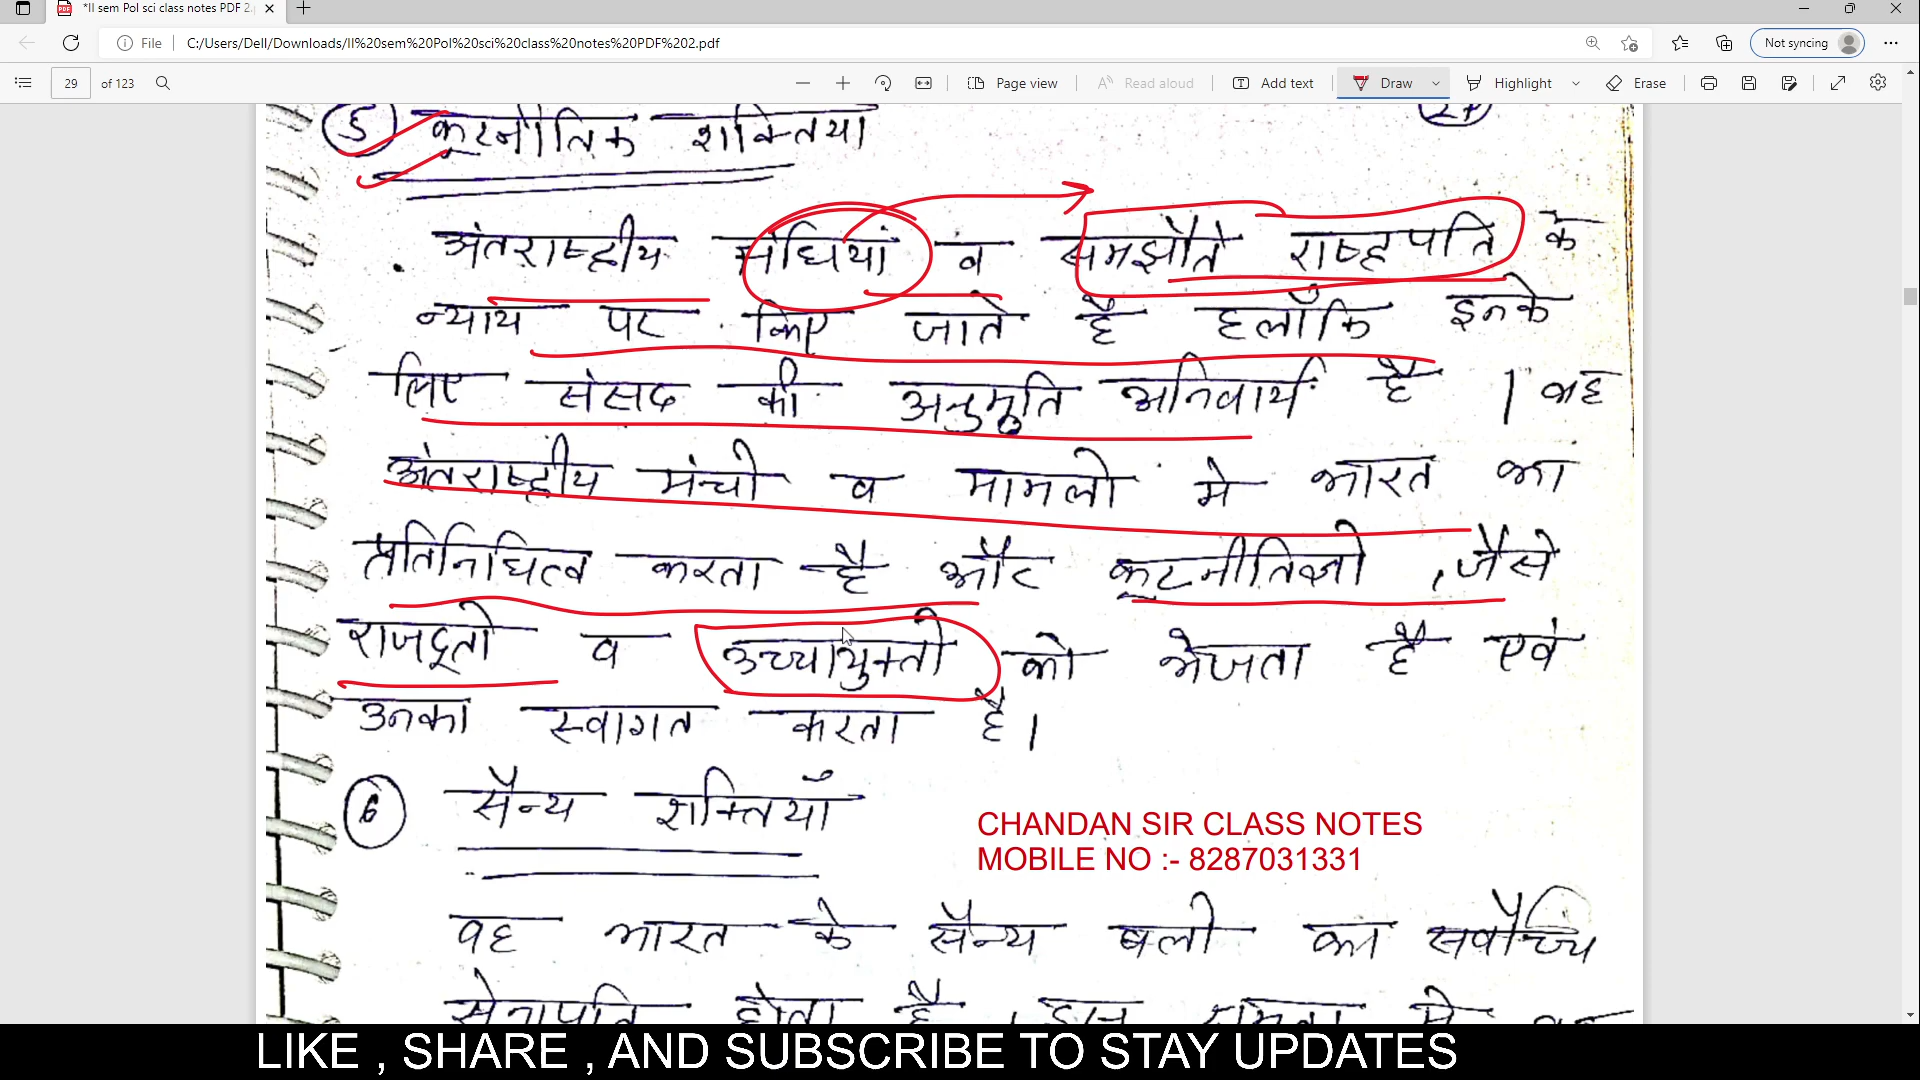 *II sem Pol sci class notes PDF 2.p
File C:/Users/Dell/Downloads/II%20sem%20Pol%20sci%20class%20notes%20PDF%202.pdf Not syncing
29 of 123 Page view Read aloud Add text Draw Highlight Erase
5 कूटनीतिक शक्तियां
अंतराष्ट्रीय संधियां व समझौते राष्ट्रपति के
न्याय पर किए जाते है हलाँकि इनके
लिए संसद की अनुमति अनिवार्य है । वह
अंतराष्ट्रीय मंचो व मामलो मे भारत का
प्रतिनिधित्व करता है और कूटनीतिज्ञो , जैसे
राजदूतो व उच्चायुक्तो को भेजता है एवं
उनका स्वागत करता है ।
6 सैन्य शक्तियाँ
CHANDAN SIR CLASS NOTES
MOBILE NO :- 8287031331
वह भारत के सैन्य बलो का सर्वोच्च
सेनापति होता है ।
LIKE , SHARE , AND SUBSCRIBE TO STAY UPDATES